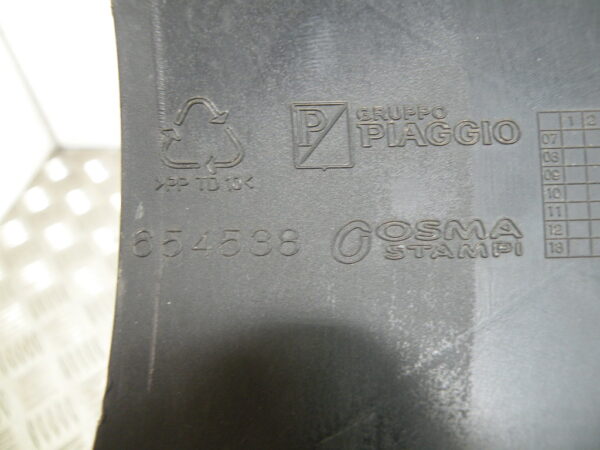 P
GRUPPO
PIAGGIO
>PP TD 10<
654538
COSMA
STAMPI
1 2
07
08
09
10
11
12
13